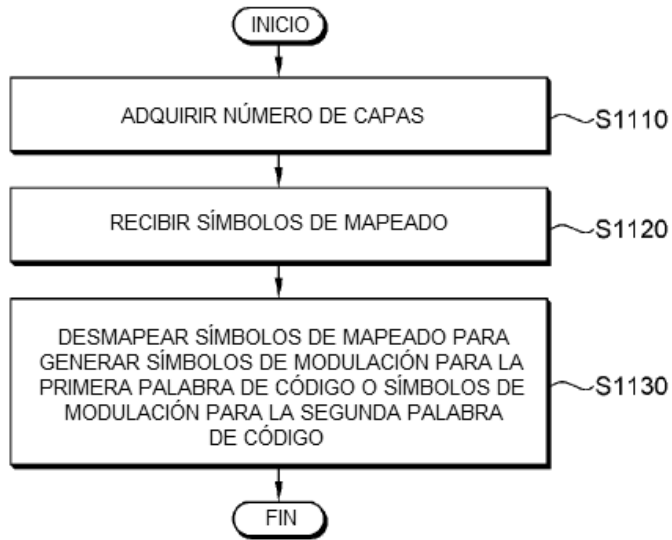 INICIO
ADQUIRIR NÚMERO DE CAPAS
S1110
RECIBIR SÍMBOLOS DE MAPEADO
S1120
DESMAPEAR SÍMBOLOS DE MAPEADO PARA
GENERAR SÍMBOLOS DE MODULACIÓN PARA LA
PRIMERA PALABRA DE CÓDIGO O SÍMBOLOS DE
MODULACIÓN PARA LA SEGUNDA PALABRA
DE CÓDIGO
S1130
FIN